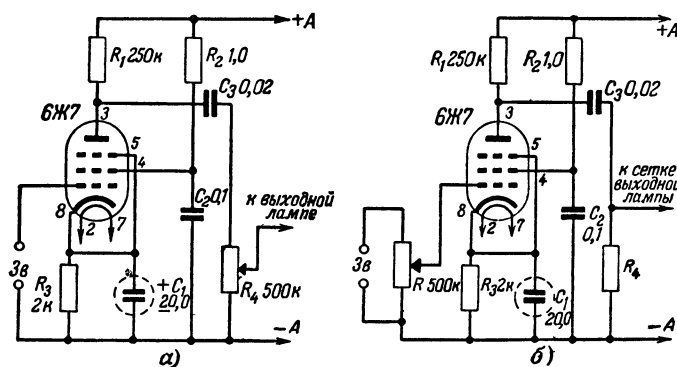 +А
R₁ 250к
R₂ 1,0
C₃ 0,02
6Ж7
3
5
4
8
2
7
C₂ 0,1
к выходной
лампе
Зв
R₃
2к
+ C₁
20,0
R₄ 500к
−А
а)
+А
R₁ 250к
R₂ 1,0
C₃ 0,02
6Ж7
3
5
4
8
2
7
к сетке
выходной
лампы
C₂
0,1
Зв
R 500к
R₃ 2к
C₁
20,0
R₄
−А
б)